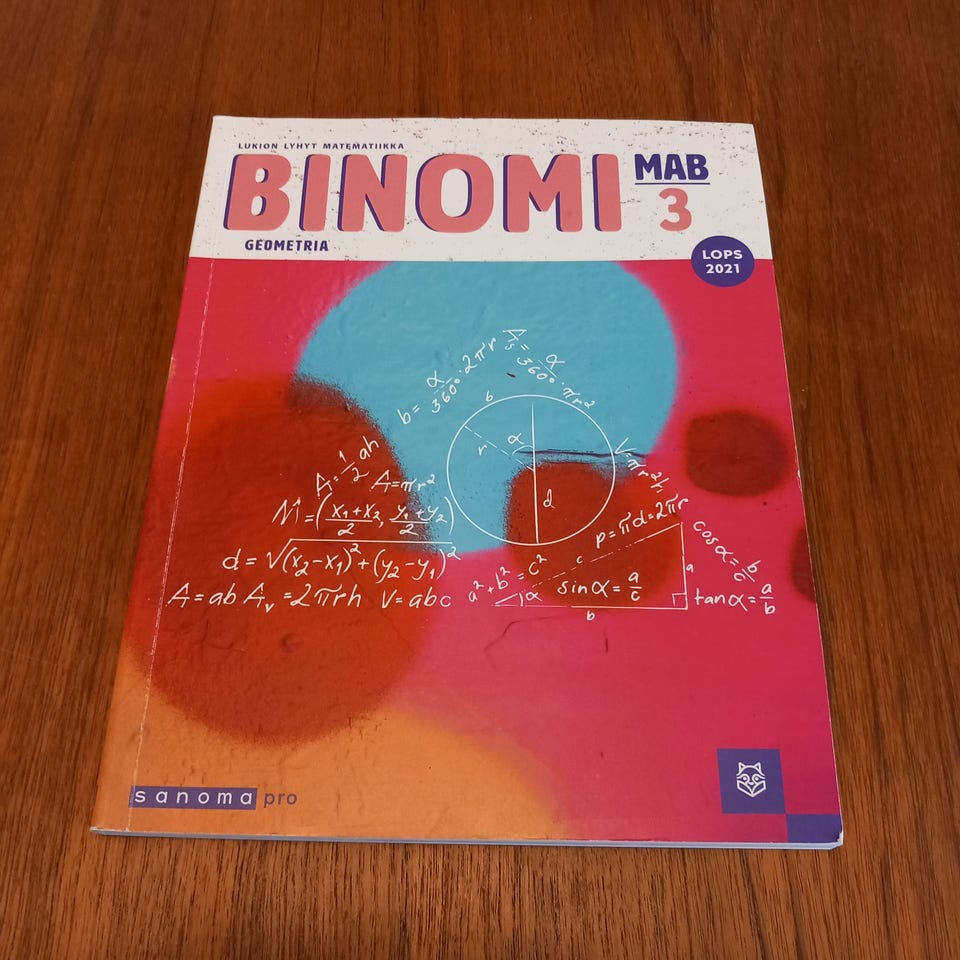 LUKION LYHYT MATEMATIIKKA
BINOMI
MAB
3
GEOMETRIA
LOPS
2021
b = α/360° · 2πr
Aₛ = α/360° · πr²
b
α
r
d
A = 1/2 ah
A = πr²
V = πr²h
M = (x₁+x₂/2, y₁+y₂/2)
p = πd = 2πr
d = √(x₂-x₁)² + (y₂-y₁)²
a² + b² = c²
c
α
sin α = a/c
a
b
cos α = b/c
tan α = a/b
A = ab
Aᵥ = 2πrh
V = abc
sanoma pro